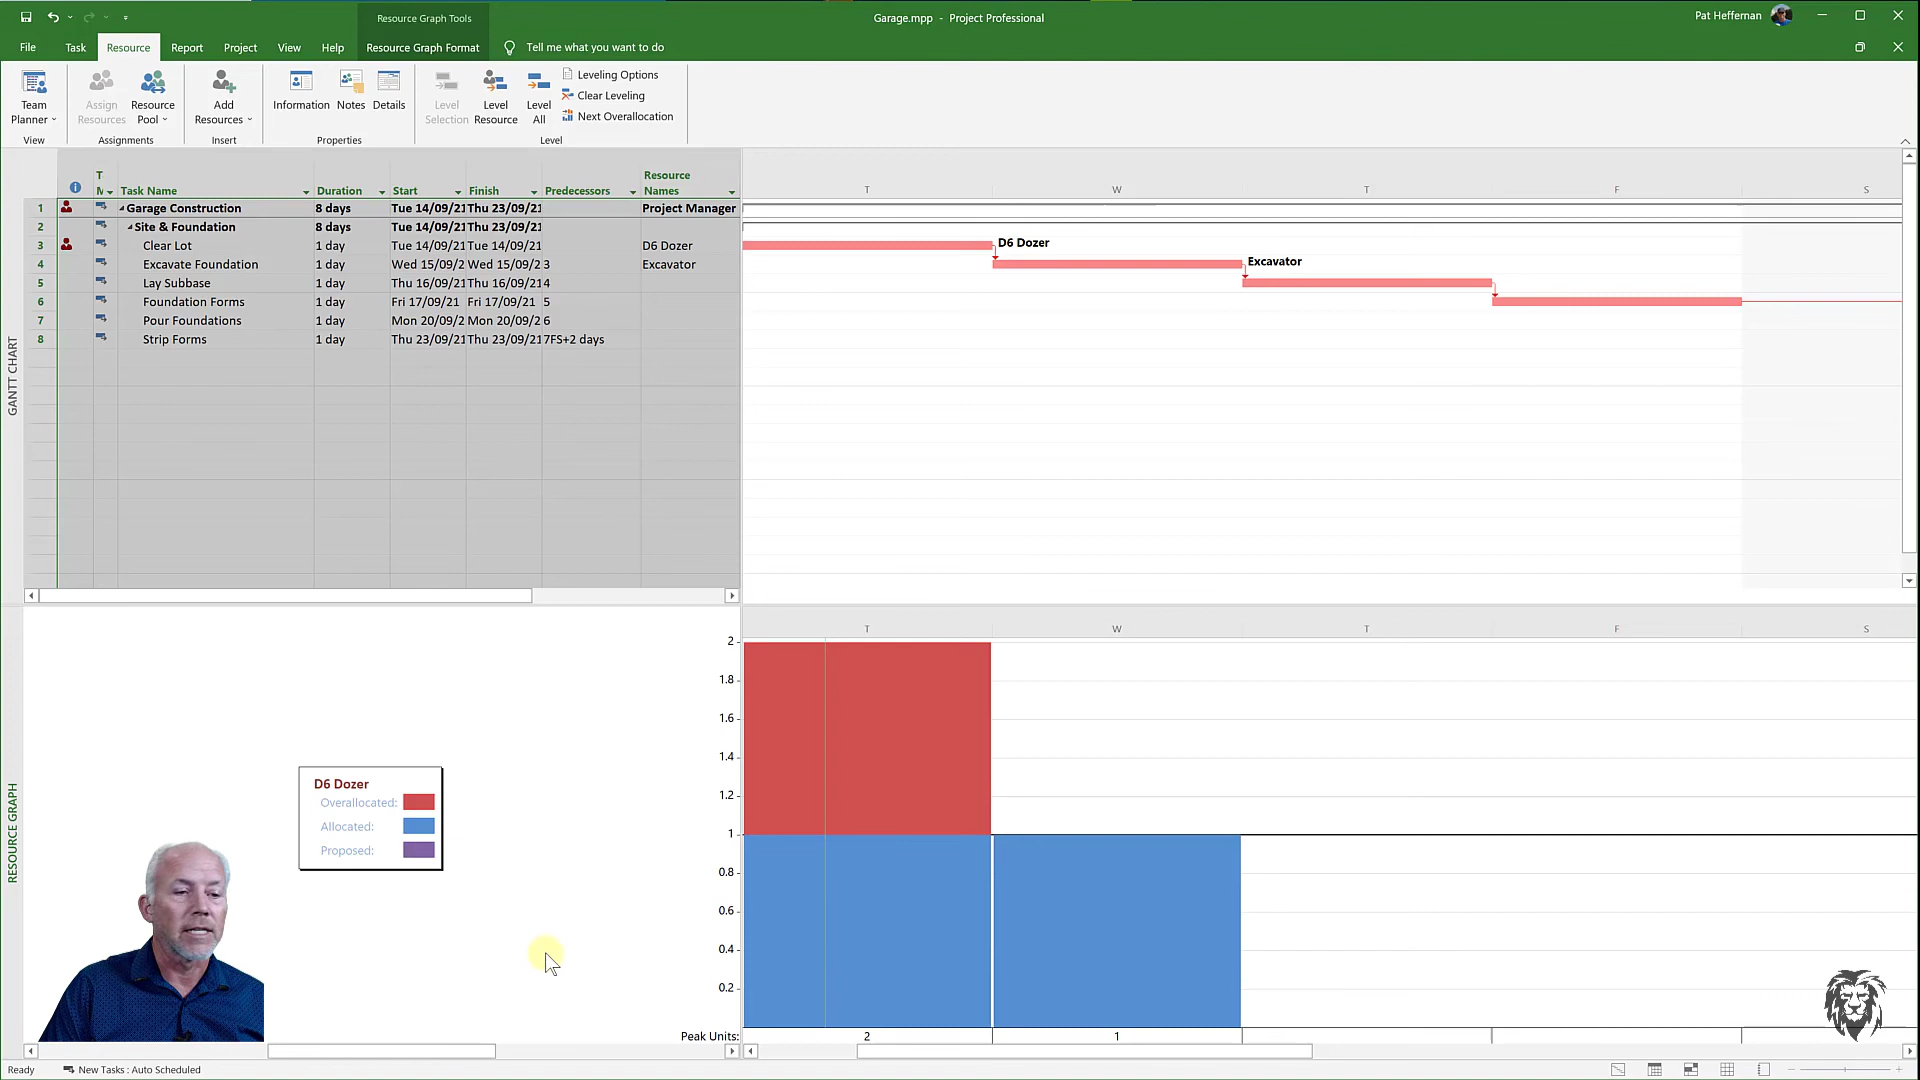 Resource Graph Tools
Garage.mpp - Project Professional
Pat Heffernan
File Task Resource Report Project View Help Resource Graph Format Tell me what you want to do
Team Planner
Assign Resources
Resource Pool
Add Resources
Information
Notes
Details
Level Selection
Level Resource
Level All
Leveling Options
Clear Leveling
Next Overallocation
View Assignments Insert Properties Level
T M Task Name Duration Start Finish Predecessors Resource Names
T W T F S
1 Garage Construction 8 days Tue 14/09/21 Thu 23/09/21 Project Manager
2 Site & Foundation 8 days Tue 14/09/21 Thu 23/09/21
3 Clear Lot 1 day Tue 14/09/21 Tue 14/09/21 D6 Dozer
4 Excavate Foundation 1 day Wed 15/09/2 Wed 15/09/2 3 Excavator
5 Lay Subbase 1 day Thu 16/09/21 Thu 16/09/21 4
6 Foundation Forms 1 day Fri 17/09/21 Fri 17/09/21 5
7 Pour Foundations 1 day Mon 20/09/2 Mon 20/09/2 6
8 Strip Forms 1 day Thu 23/09/21 Thu 23/09/21 7FS+2 days
D6 Dozer
Excavator
GANTT CHART
T W T F S
RESOURCE GRAPH
D6 Dozer
Overallocated:
Allocated:
Proposed:
2
1.8
1.6
1.4
1.2
1
0.8
0.6
0.4
0.2
Peak Units: 2 1
Ready New Tasks : Auto Scheduled